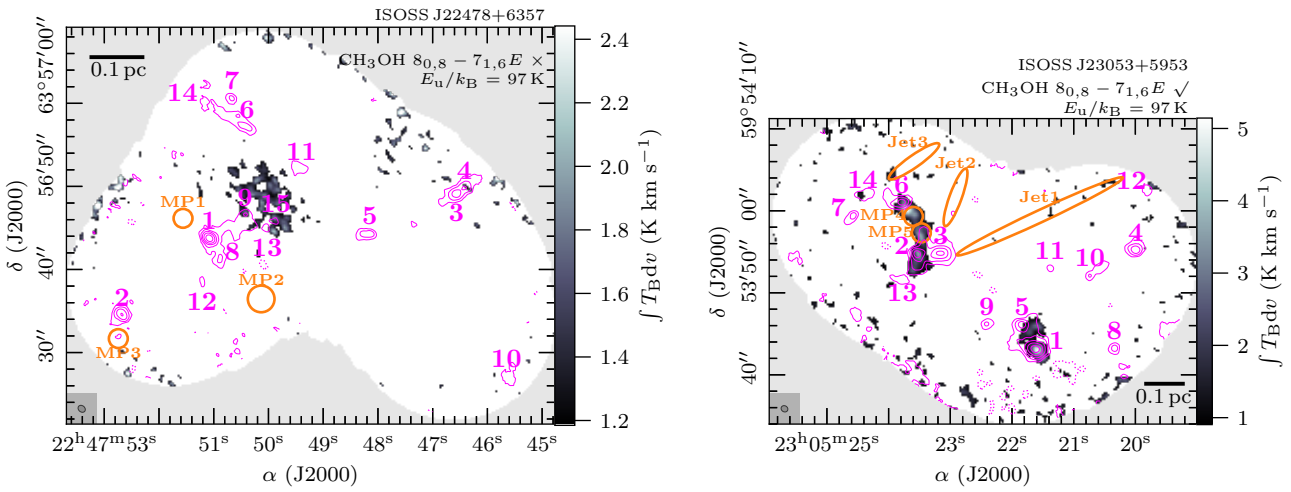 ISOSS J22478+6357
CH₃OH 8₀,₈ − 7₁,₆E ×
Eᵤ/k_B = 97 K
0.1 pc
7
14
6
11
4
MP1
9
15
3
1
5
8
13
MP2
12
2
MP3
10
63°57′00″
56′50″
40″
30″
δ (J2000)
22ʰ47ᵐ53ˢ
51ˢ
50ˢ
49ˢ
48ˢ
47ˢ
46ˢ
45ˢ
α (J2000)
2.4
2.2
2.0
1.8
1.6
1.4
1.2
∫ T_B dv (K km s⁻¹)
ISOSS J23053+5953
CH₃OH 8₀,₈ − 7₁,₆E √
Eᵤ/k_B = 97 K
Jet3
Jet2
Jet1
12
14
6
7
MP4
MP5
2
3
4
11
10
13
9
5
1
8
0.1 pc
59°54′10″
00″
53′50″
40″
δ (J2000)
23ʰ05ᵐ25ˢ
23ˢ
22ˢ
21ˢ
20ˢ
α (J2000)
5
4
3
2
1
∫ T_B dv (K km s⁻¹)